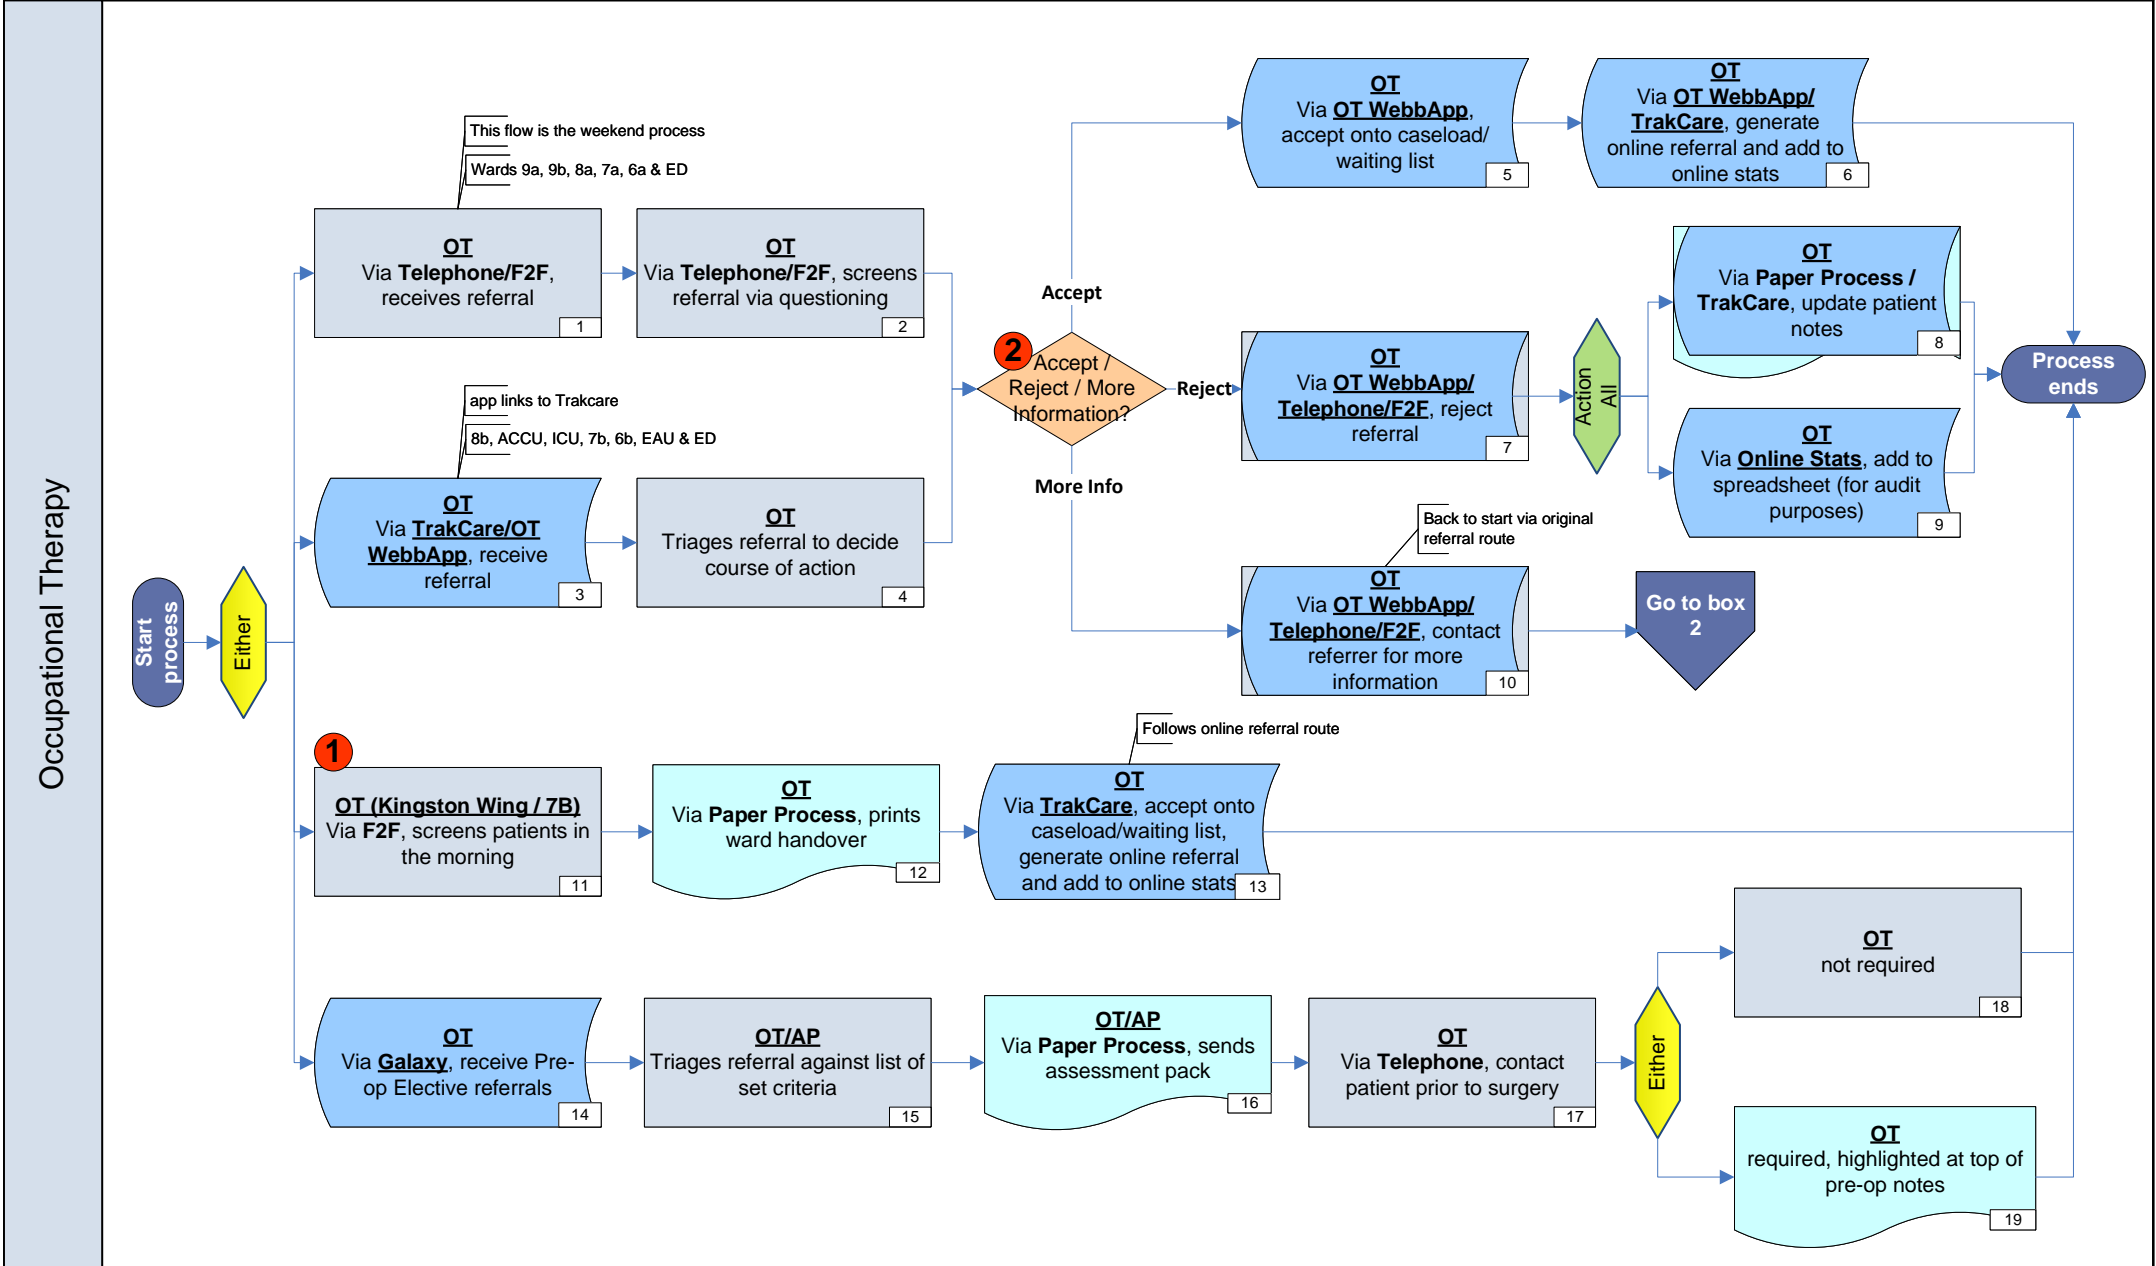 Occupational Therapy
Start
process
Either
This flow is the weekend process
Wards 9a, 9b, 8a, 7a, 6a & ED
OT
Via Telephone/F2F,
receives referral
1
OT
Via Telephone/F2F, screens
referral via questioning
2
app links to Trakcare
8b, ACCU, ICU, 7b, 6b, EAU & ED
OT
Via TrakCare/OT
WebbApp, receive
referral
3
OT
Triages referral to decide
course of action
4
2
Accept /
Reject / More
Information?
Accept
Reject
More Info
OT
Via OT WebbApp,
accept onto caseload/
waiting list
5
OT
Via OT WebbApp/
TrakCare, generate
online referral and add to
online stats
6
OT
Via OT WebbApp/
Telephone/F2F, reject
referral
7
Action
All
OT
Via Paper Process /
TrakCare, update patient
notes
8
OT
Via Online Stats, add to
spreadsheet (for audit
purposes)
9
Process
ends
Back to start via original
referral route
OT
Via OT WebbApp/
Telephone/F2F, contact
referrer for more
information
10
Go to box
2
1
OT (Kingston Wing / 7B)
Via F2F, screens patients in
the morning
11
OT
Via Paper Process, prints
ward handover
12
Follows online referral route
OT
Via TrakCare, accept onto
caseload/waiting list,
generate online referral
and add to online stats
13
OT
Via Galaxy, receive Pre-
op Elective referrals
14
OT/AP
Triages referral against list of
set criteria
15
OT/AP
Via Paper Process, sends
assessment pack
16
OT
Via Telephone, contact
patient prior to surgery
17
Either
OT
not required
18
OT
required, highlighted at top of
pre-op notes
19